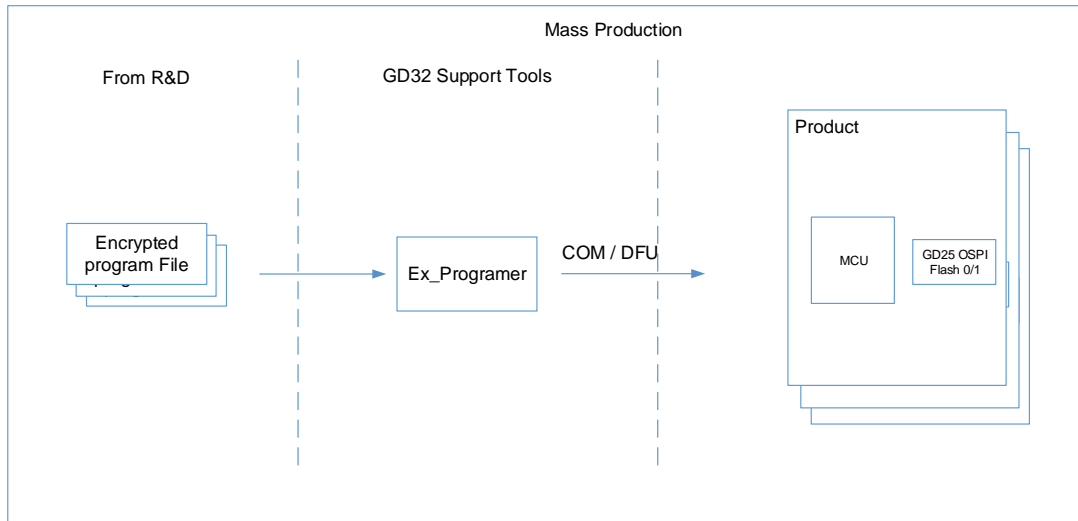 Mass Production
From R&D
GD32 Support Tools
Product
Encrypted
program File
Ex_Programer
COM / DFU
MCU
GD25 OSPI
Flash 0/1